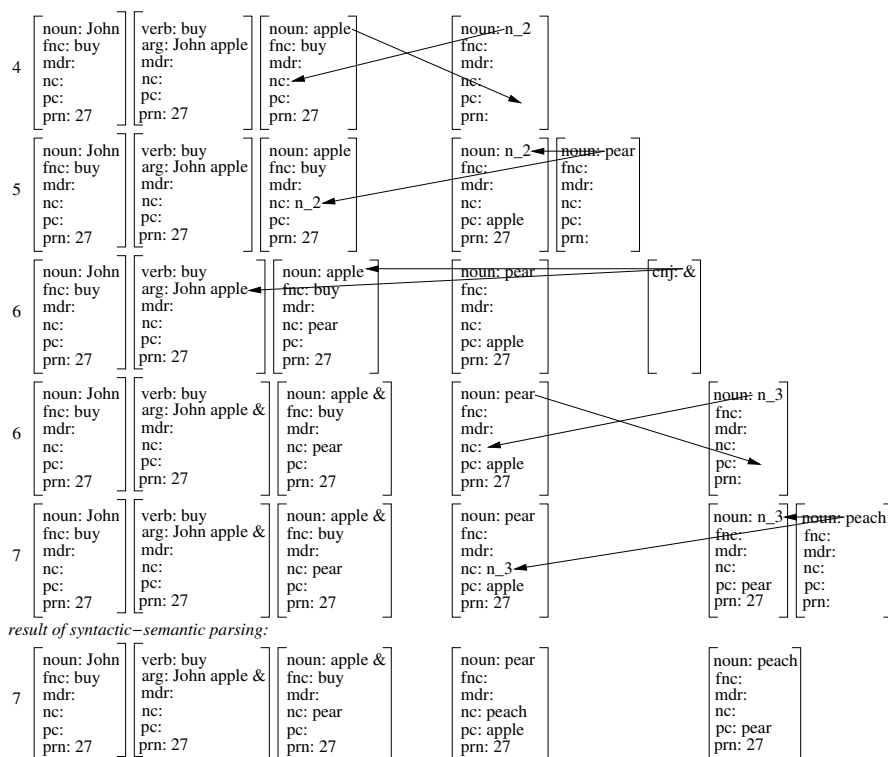 4
noun: John
fnc: buy
mdr:
nc:
pc:
prn: 27
verb: buy
arg: John apple
mdr:
nc:
pc:
prn: 27
noun: apple
fnc: buy
mdr:
nc:
pc:
prn: 27
noun: n_2
fnc:
mdr:
nc:
pc:
prn:
5
noun: John
fnc: buy
mdr:
nc:
pc:
prn: 27
verb: buy
arg: John apple
mdr:
nc:
pc:
prn: 27
noun: apple
fnc: buy
mdr:
nc: n_2
pc:
prn: 27
noun: n_2
fnc:
mdr:
nc:
pc: apple
prn: 27
noun: pear
fnc:
mdr:
nc:
pc:
prn:
6
noun: John
fnc: buy
mdr:
nc:
pc:
prn: 27
verb: buy
arg: John apple
mdr:
nc:
pc:
prn: 27
noun: apple
fnc: buy
mdr:
nc: pear
pc:
prn: 27
noun: pear
fnc:
mdr:
nc:
pc: apple
prn: 27
cnj: &
6
noun: John
fnc: buy
mdr:
nc:
pc:
prn: 27
verb: buy
arg: John apple &
mdr:
nc:
pc:
prn: 27
noun: apple &
fnc: buy
mdr:
nc: pear
pc:
prn: 27
noun: pear
fnc:
mdr:
nc:
pc: apple
prn: 27
noun: n_3
fnc:
mdr:
nc:
pc:
prn:
7
noun: John
fnc: buy
mdr:
nc:
pc:
prn: 27
verb: buy
arg: John apple &
mdr:
nc:
pc:
prn: 27
noun: apple &
fnc: buy
mdr:
nc: pear
pc:
prn: 27
noun: pear
fnc:
mdr:
nc: n_3
pc: apple
prn: 27
noun: n_3
fnc:
mdr:
nc:
pc: pear
prn: 27
noun: peach
fnc:
mdr:
nc:
pc:
prn:
result of syntactic−semantic parsing:
7
noun: John
fnc: buy
mdr:
nc:
pc:
prn: 27
verb: buy
arg: John apple &
mdr:
nc:
pc:
prn: 27
noun: apple &
fnc: buy
mdr:
nc: pear
pc:
prn: 27
noun: pear
fnc:
mdr:
nc: peach
pc: apple
prn: 27
noun: peach
fnc:
mdr:
nc:
pc: pear
prn: 27